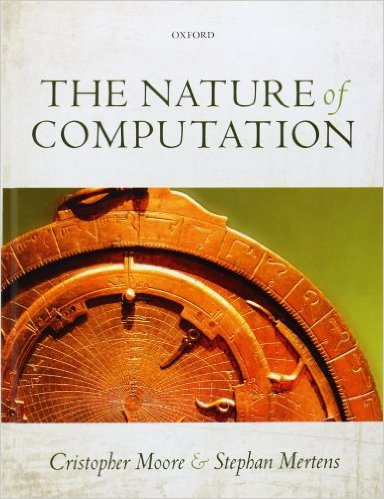 OXFORD
THE NATURE of
COMPUTATION
Cristopher Moore & Stephan Mertens